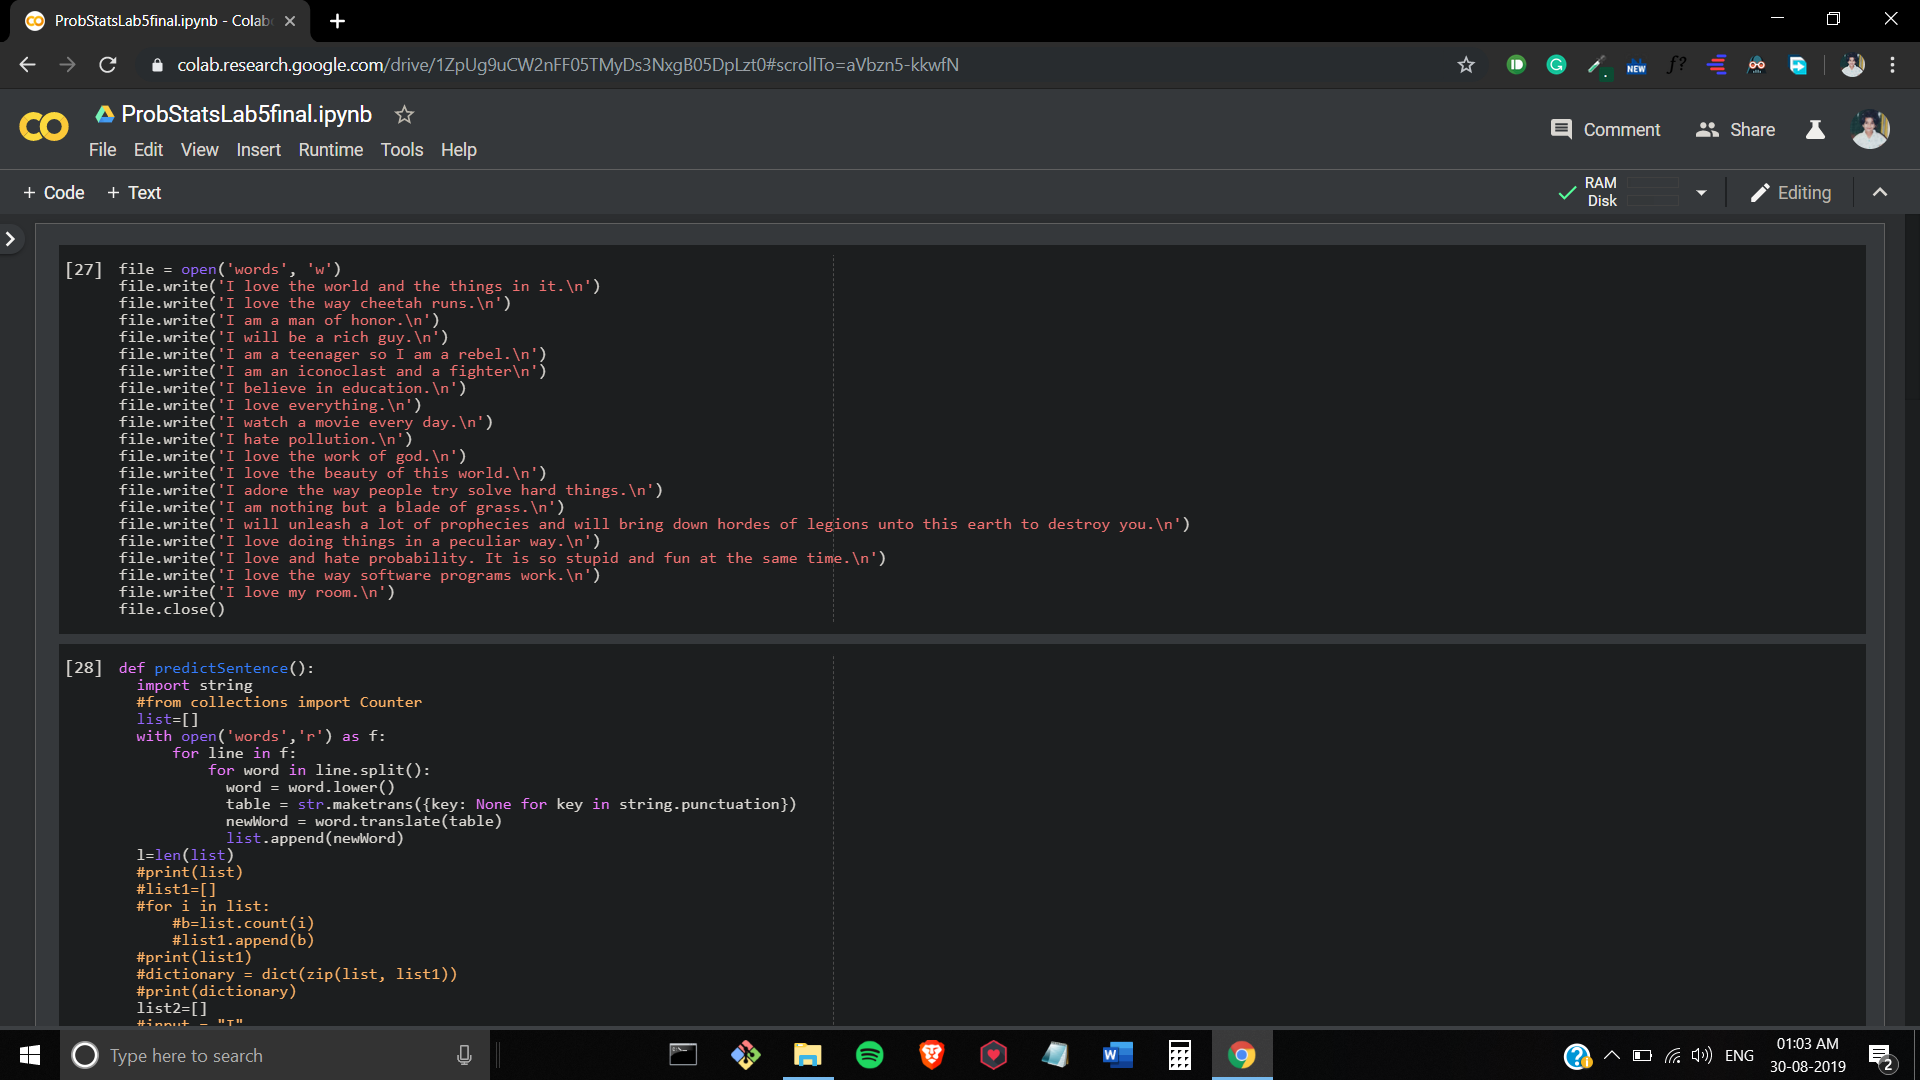 ProbStatsLab5final.ipynb - Colab
colab.research.google.com/drive/1ZpUg9uCW2nFF05TMyDs3NxgB05DpLzt0#scrollTo=aVbzn5-kkwfN
NEW
f?
CO
ProbStatsLab5final.ipynb
Comment
Share
File Edit View Insert Runtime Tools Help
+ Code + Text
RAM
Disk
Editing
[27] file = open('words', 'w')
file.write('I love the world and the things in it.\n')
file.write('I love the way cheetah runs.\n')
file.write('I am a man of honor.\n')
file.write('I will be a rich guy.\n')
file.write('I am a teenager so I am a rebel.\n')
file.write('I am an iconoclast and a fighter\n')
file.write('I believe in education.\n')
file.write('I love everything.\n')
file.write('I watch a movie every day.\n')
file.write('I hate pollution.\n')
file.write('I love the work of god.\n')
file.write('I love the beauty of this world.\n')
file.write('I adore the way people try solve hard things.\n')
file.write('I am nothing but a blade of grass.\n')
file.write('I will unleash a lot of prophecies and will bring down hordes of legions unto this earth to destroy you.\n')
file.write('I love doing things in a peculiar way.\n')
file.write('I love and hate probability. It is so stupid and fun at the same time.\n')
file.write('I love the way software programs work.\n')
file.write('I love my room.\n')
file.close()
[28] def predictSentence():
import string
#from collections import Counter
list=[]
with open('words','r') as f:
for line in f:
for word in line.split():
word = word.lower()
table = str.maketrans({key: None for key in string.punctuation})
newWord = word.translate(table)
list.append(newWord)
l=len(list)
#print(list)
#list1=[]
#for i in list:
#b=list.count(i)
#list1.append(b)
#print(list1)
#dictionary = dict(zip(list, list1))
#print(dictionary)
list2=[]
#input = "I"
Type here to search
ENG
01:03 AM
30-08-2019
2